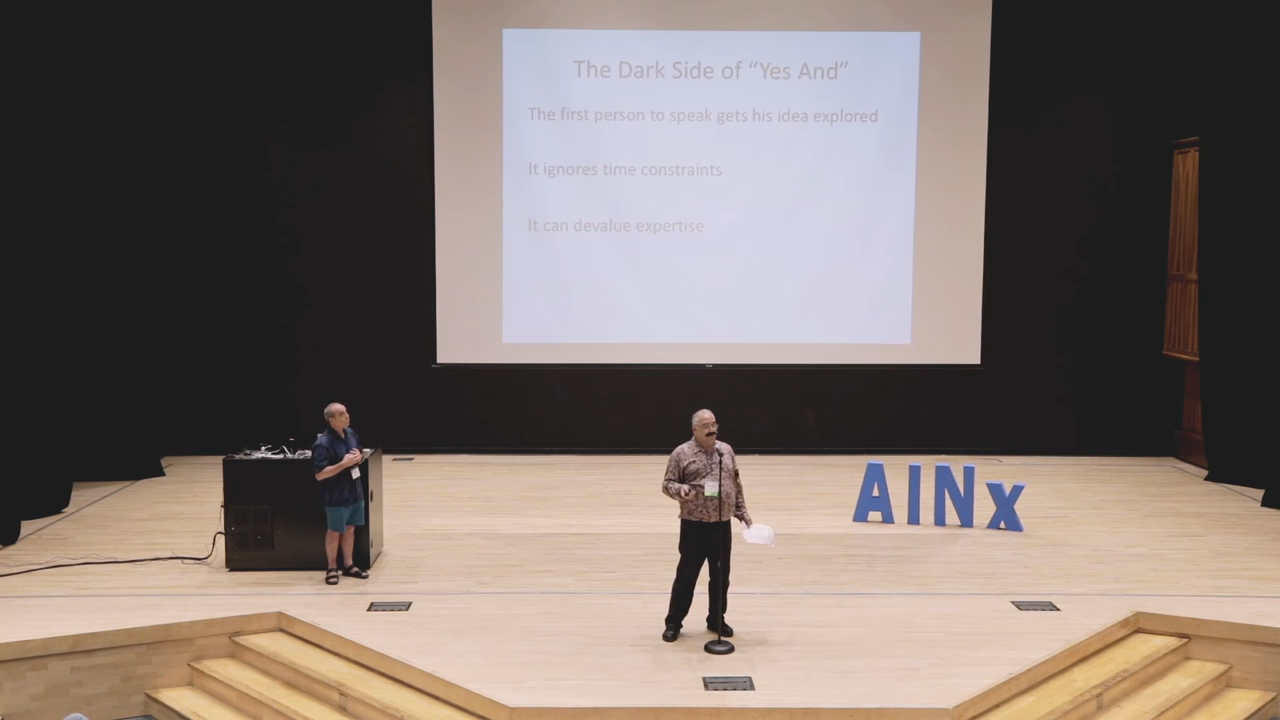 The Dark Side of “Yes And”
The first person to speak gets his idea explored
It ignores time constraints
It can devalue expertise
AINx